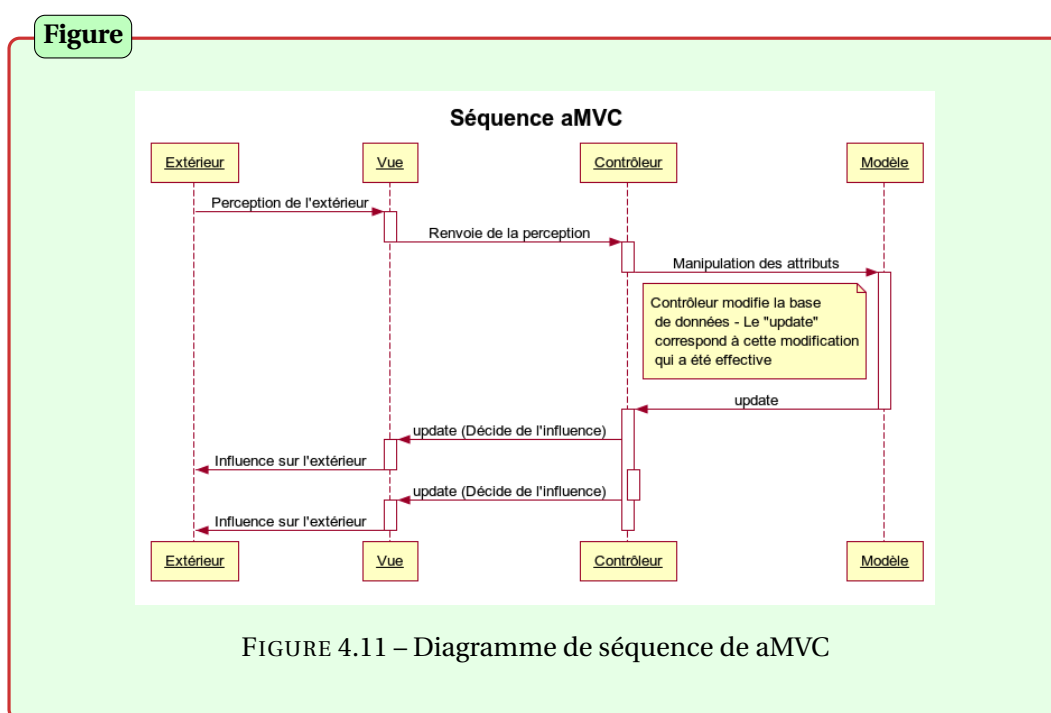 Figure
Séquence aMVC
Extérieur
Vue
Contrôleur
Modèle
Perception de l'extérieur
Renvoie de la perception
Manipulation des attributs
Contrôleur modifie la base
de données - Le "update"
correspond à cette modification
qui a été effective
update
update (Décide de l'influence)
Influence sur l'extérieur
update (Décide de l'influence)
Influence sur l'extérieur
Extérieur
Vue
Contrôleur
Modèle
FIGURE 4.11 – Diagramme de séquence de aMVC